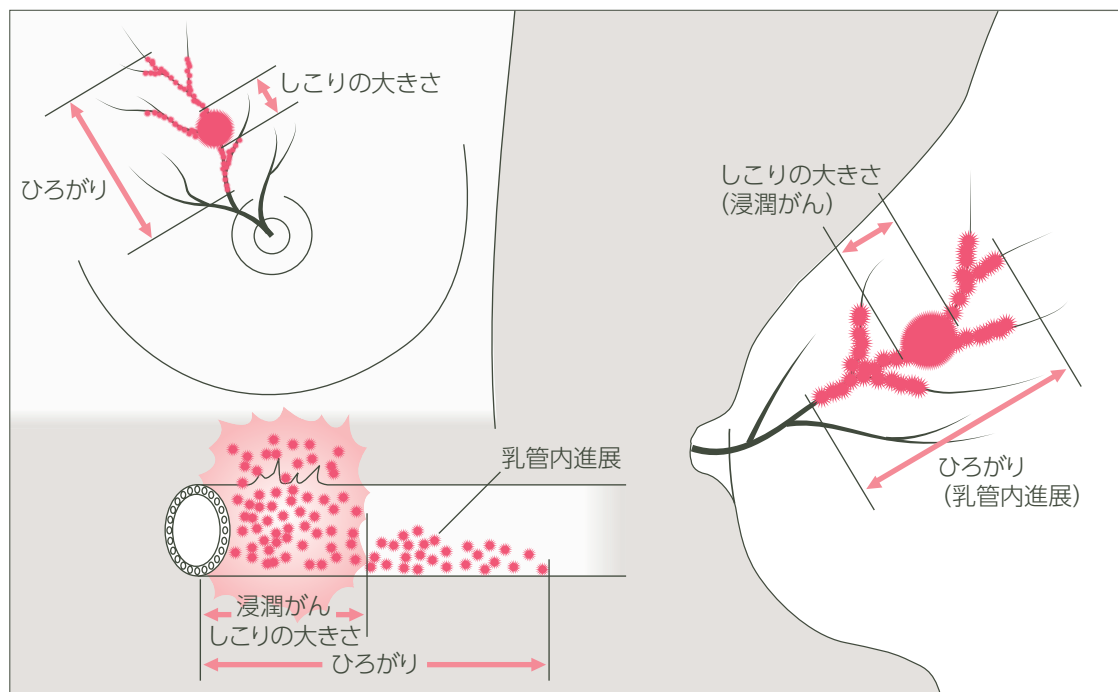 しこりの大きさ
ひろがり
しこりの大きさ
(浸潤がん)
ひろがり
(乳管内進展)
乳管内進展
浸潤がん
しこりの大きさ
ひろがり